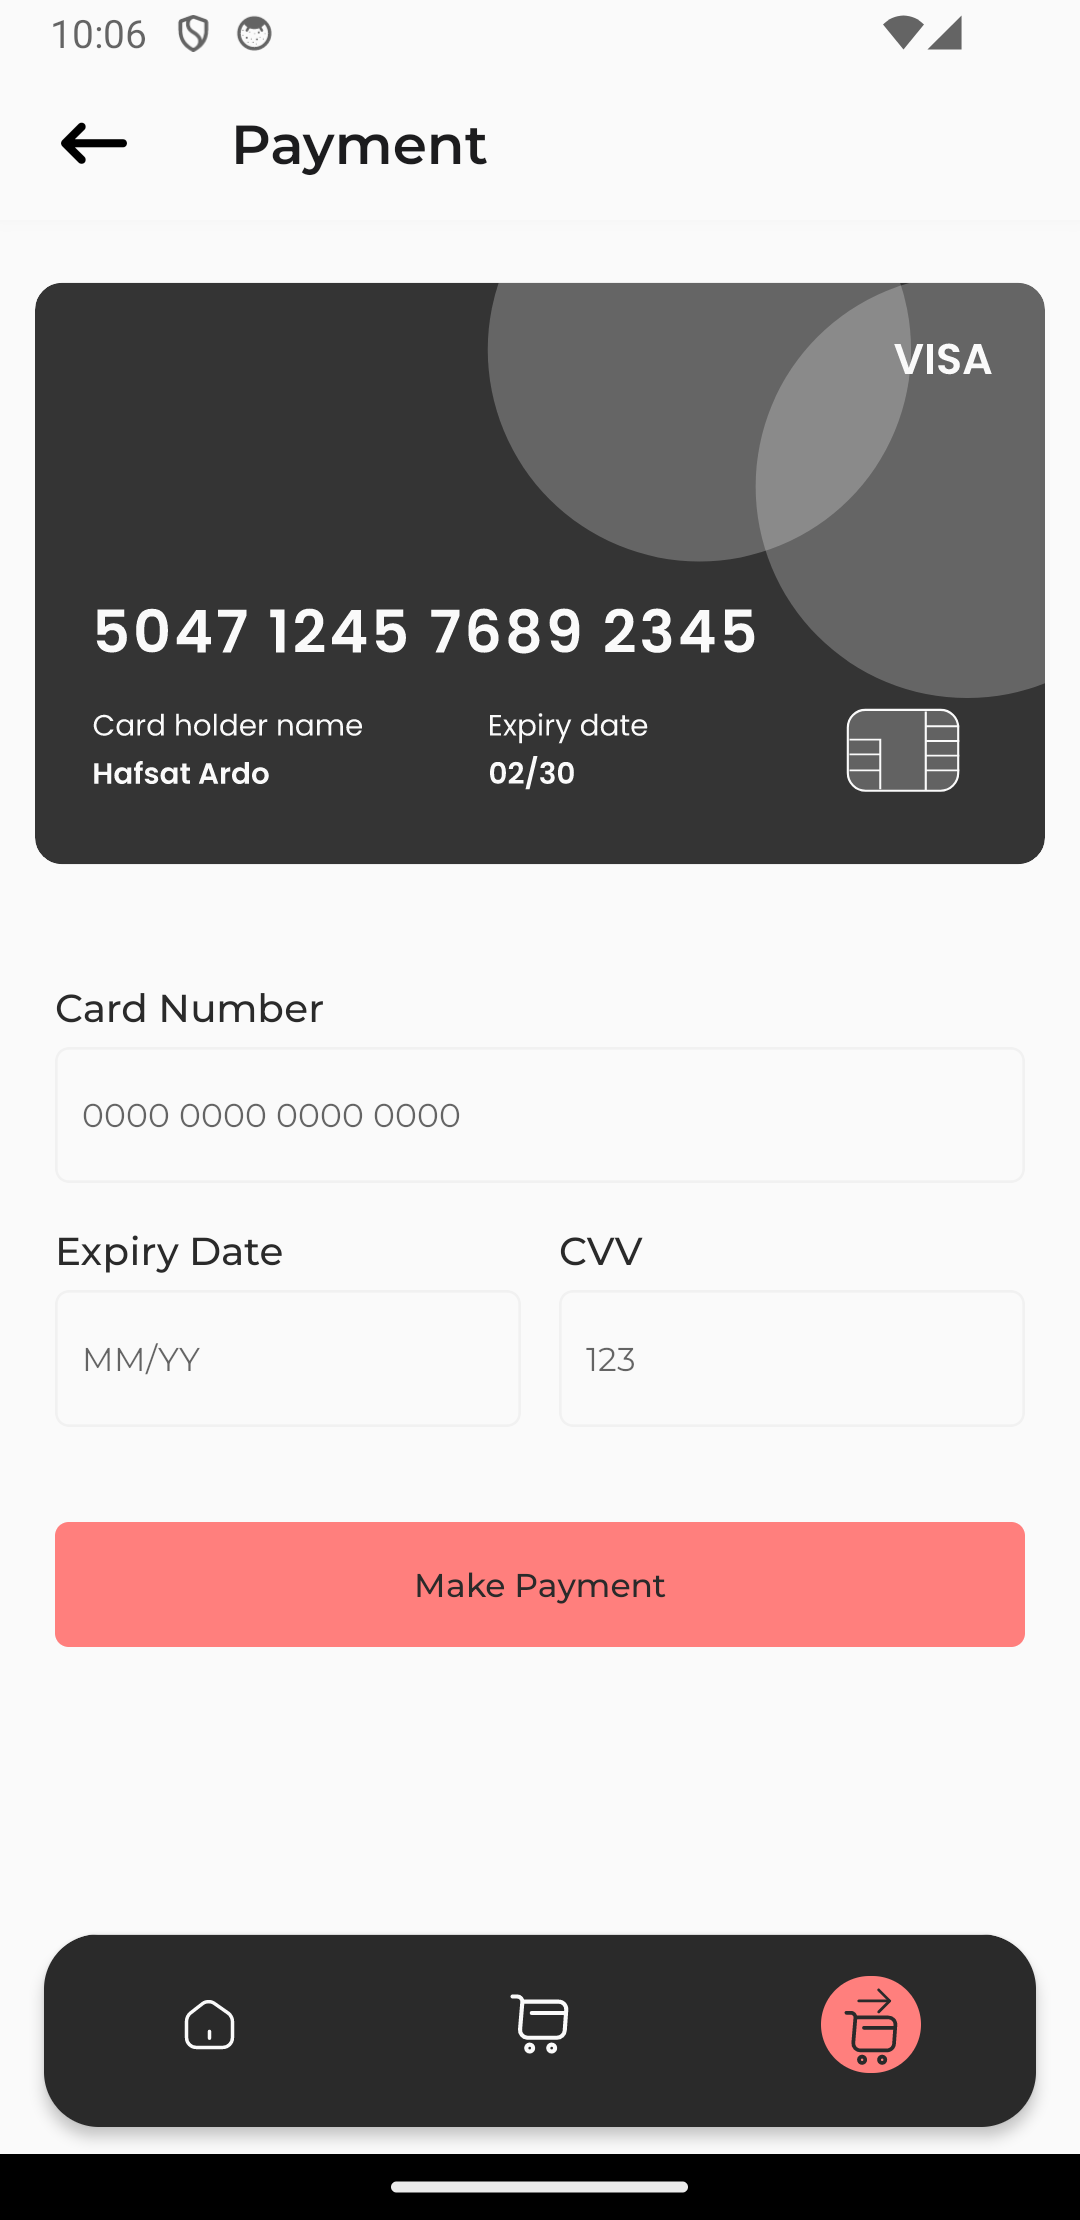 10:06
Payment
VISA
5047 1245 7689 2345
Card holder name Expiry date
Hafsat Ardo 02/30
Card Number
0000 0000 0000 0000
Expiry Date CVV
MM/YY 123
Make Payment